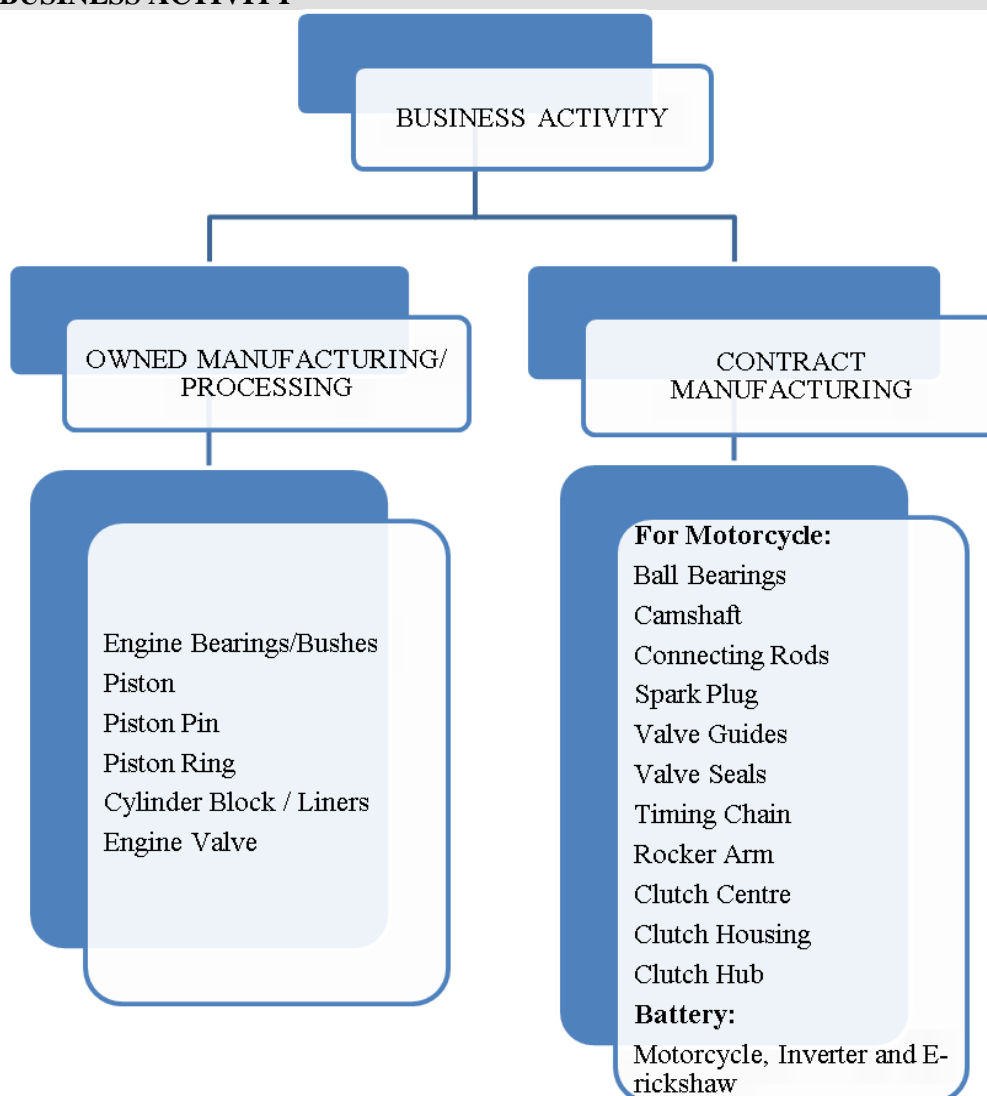 BUSINESS ACTIVITY
BUSINESS ACTIVITY
OWNED MANUFACTURING/
PROCESSING
Engine Bearings/Bushes
Piston
Piston Pin
Piston Ring
Cylinder Block / Liners
Engine Valve
CONTRACT
MANUFACTURING
For Motorcycle:
Ball Bearings
Camshaft
Connecting Rods
Spark Plug
Valve Guides
Valve Seals
Timing Chain
Rocker Arm
Clutch Centre
Clutch Housing
Clutch Hub
Battery:
Motorcycle, Inverter and E-
rickshaw